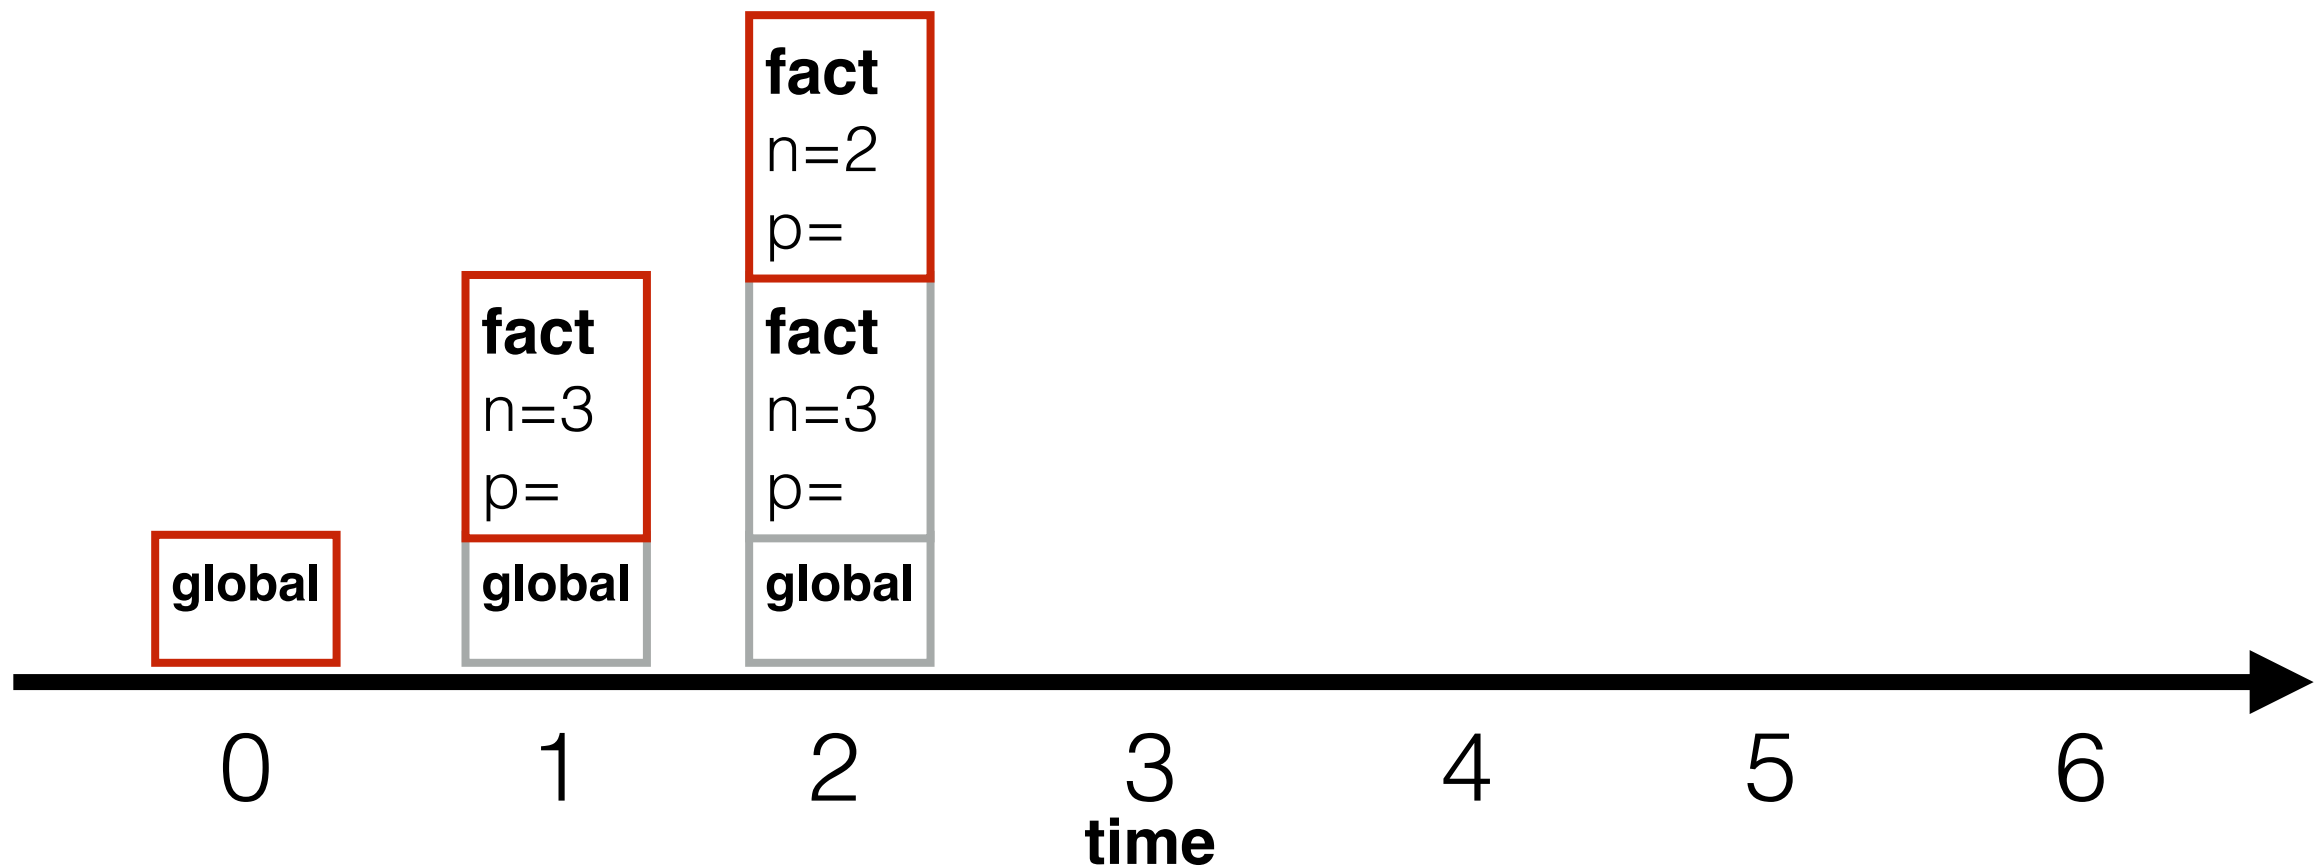 fact
n=2
p=
fact
n=3
p=
fact
n=3
p=
global
global
global
0 1 2 3 4 5 6
time